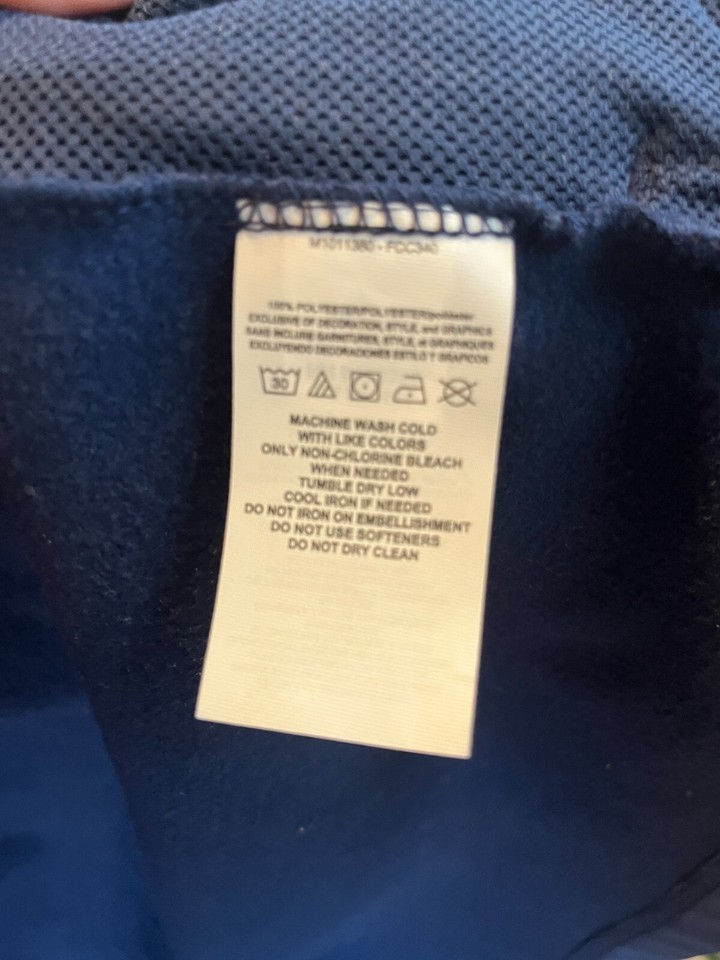 M1011380 - FCC340
100% POLYESTER/POLYESTER/poliéster
EXCLUSIVE OF DECORATION, STYLE, and GRAPHICS
SANS INCLURE GARNITURES, STYLE, et GRAPHIQUES
EXCLUYENDO DECORACIONES ESTILO Y GRAFICOS
30
MACHINE WASH COLD
WITH LIKE COLORS
ONLY NON-CHLORINE BLEACH
WHEN NEEDED
TUMBLE DRY LOW
COOL IRON IF NEEDED
DO NOT IRON ON EMBELLISHMENT
DO NOT USE SOFTENERS
DO NOT DRY CLEAN